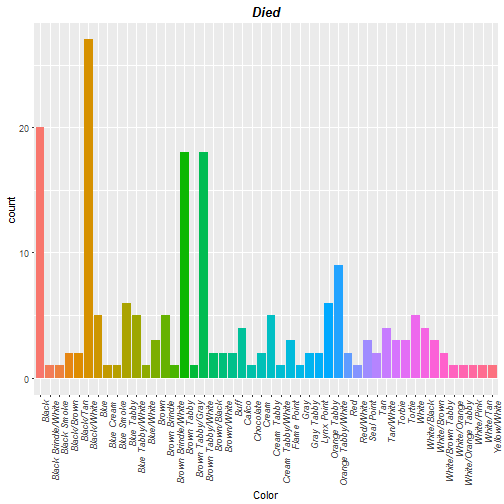 Died
count
20
10
0
Black
Black Brindle/White
Black Smoke
Black/Brown
Black/Tan
Black/White
Blue
Blue Cream
Blue Smoke
Blue Tabby
Blue Tabby/White
Blue/White
Brown
Brown Brindle
Brown Brindle/White
Brown Tabby
Brown Tabby/Gray
Brown Tabby/White
Brown/Black
Brown/White
Buff
Calico
Chocolate
Cream
Cream Tabby
Cream Tabby/White
Flame Point
Gray
Gray Tabby
Lynx Point
Orange Tabby
Orange Tabby/White
Red
Red/White
Seal Point
Tan
Tan/White
Torbie
Tortie
White
White/Black
White/Brown
White/Brown Tabby
White/Orange
White/Orange Tabby
White/Pink
White/Tan
Yellow/White
Color